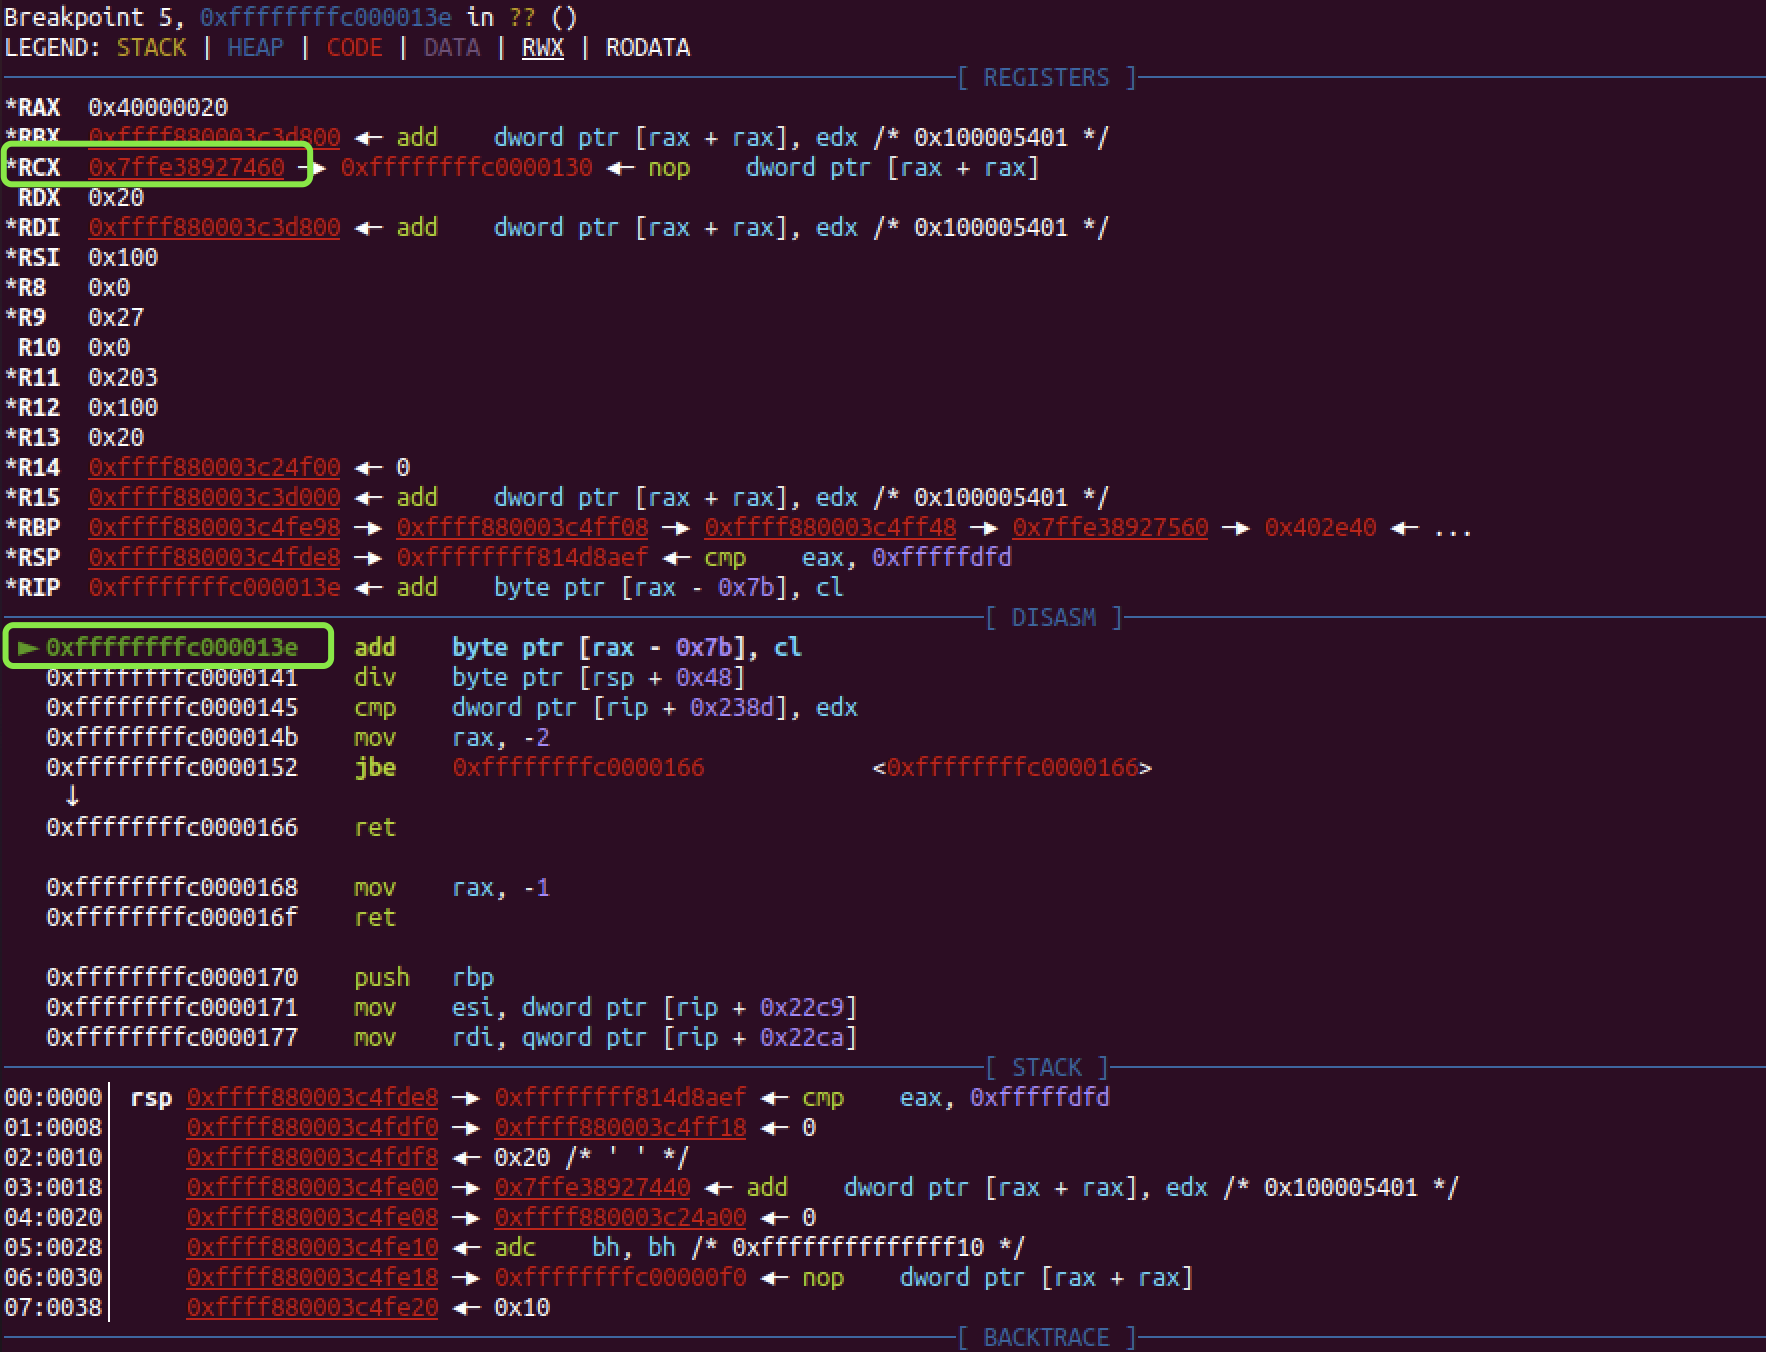 Breakpoint 5, 0xffffffffc000013e in ?? ()
LEGEND: STACK | HEAP | CODE | DATA | RWX | RODATA
[ REGISTERS ]
*RAX  0x40000020
*RBX  0xffff880003c3d800 ◂— add    dword ptr [rax + rax], edx /* 0x100005401 */
*RCX  0x7ffe38927460 —▸ 0xffffffffc0000130 ◂— nop    dword ptr [rax + rax]
 RDX  0x20
*RDI  0xffff880003c3d800 ◂— add    dword ptr [rax + rax], edx /* 0x100005401 */
*RSI  0x100
*R8   0x0
*R9   0x27
 R10  0x0
*R11  0x203
*R12  0x100
*R13  0x20
*R14  0xffff880003c24f00 ◂— 0
*R15  0xffff880003c3d000 ◂— add    dword ptr [rax + rax], edx /* 0x100005401 */
*RBP  0xffff880003c4fe98 —▸ 0xffff880003c4ff08 —▸ 0xffff880003c4ff48 —▸ 0x7ffe38927560 —▸ 0x402e40 ◂— ...
*RSP  0xffff880003c4fde8 —▸ 0xffffffff814d8aef ◂— cmp    eax, 0xfffffdfd
*RIP  0xffffffffc000013e ◂— add    byte ptr [rax - 0x7b], cl
[ DISASM ]
► 0xffffffffc000013e    add    byte ptr [rax - 0x7b], cl
0xffffffffc0000141    div    byte ptr [rsp + 0x48]
0xffffffffc0000145    cmp    dword ptr [rip + 0x238d], edx
0xffffffffc000014b    mov    rax, -2
0xffffffffc0000152    jbe    0xffffffffc0000166            <0xffffffffc0000166>
↓
0xffffffffc0000166    ret
0xffffffffc0000168    mov    rax, -1
0xffffffffc000016f    ret
0xffffffffc0000170    push   rbp
0xffffffffc0000171    mov    esi, dword ptr [rip + 0x22c9]
0xffffffffc0000177    mov    rdi, qword ptr [rip + 0x22ca]
[ STACK ]
00:0000│ rsp 0xffff880003c4fde8 —▸ 0xffffffff814d8aef ◂— cmp    eax, 0xfffffdfd
01:0008│     0xffff880003c4fdf0 —▸ 0xffff880003c4ff18 ◂— 0
02:0010│     0xffff880003c4fdf8 ◂— 0x20 /* ' ' */
03:0018│     0xffff880003c4fe00 —▸ 0x7ffe38927440 ◂— add    dword ptr [rax + rax], edx /* 0x100005401 */
04:0020│     0xffff880003c4fe08 —▸ 0xffff880003c24a00 ◂— 0
05:0028│     0xffff880003c4fe10 ◂— adc    bh, bh /* 0xffffffffffffff10 */
06:0030│     0xffff880003c4fe18 —▸ 0xffffffffc00000f0 ◂— nop    dword ptr [rax + rax]
07:0038│     0xffff880003c4fe20 ◂— 0x10
[ BACKTRACE ]